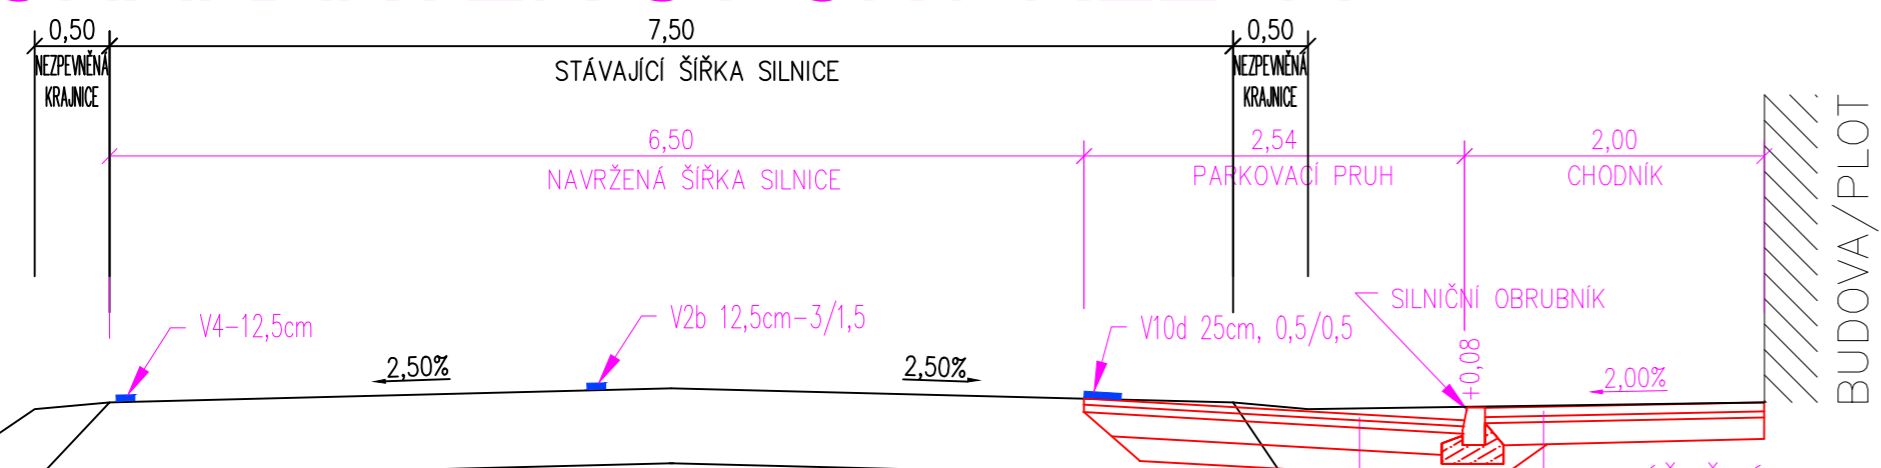 0,50
7,50
0,50
NEZPEVNĚNÁ
KRAJNICE
STÁVAJÍCÍ ŠÍŘKA SILNICE
NEZPEVNĚNÁ
KRAJNICE
6,50
2,54
2,00
NAVRŽENÁ ŠÍŘKA SILNICE
PARKOVACÍ PRUH
CHODNÍK
BUDOVA/PLOT
V4-12,5cm
V2b 12,5cm-3/1,5
V10d 25cm, 0,5/0,5
SILNIČNÍ OBRUBNÍK
+0,08
2,50%
2,50%
2,00%